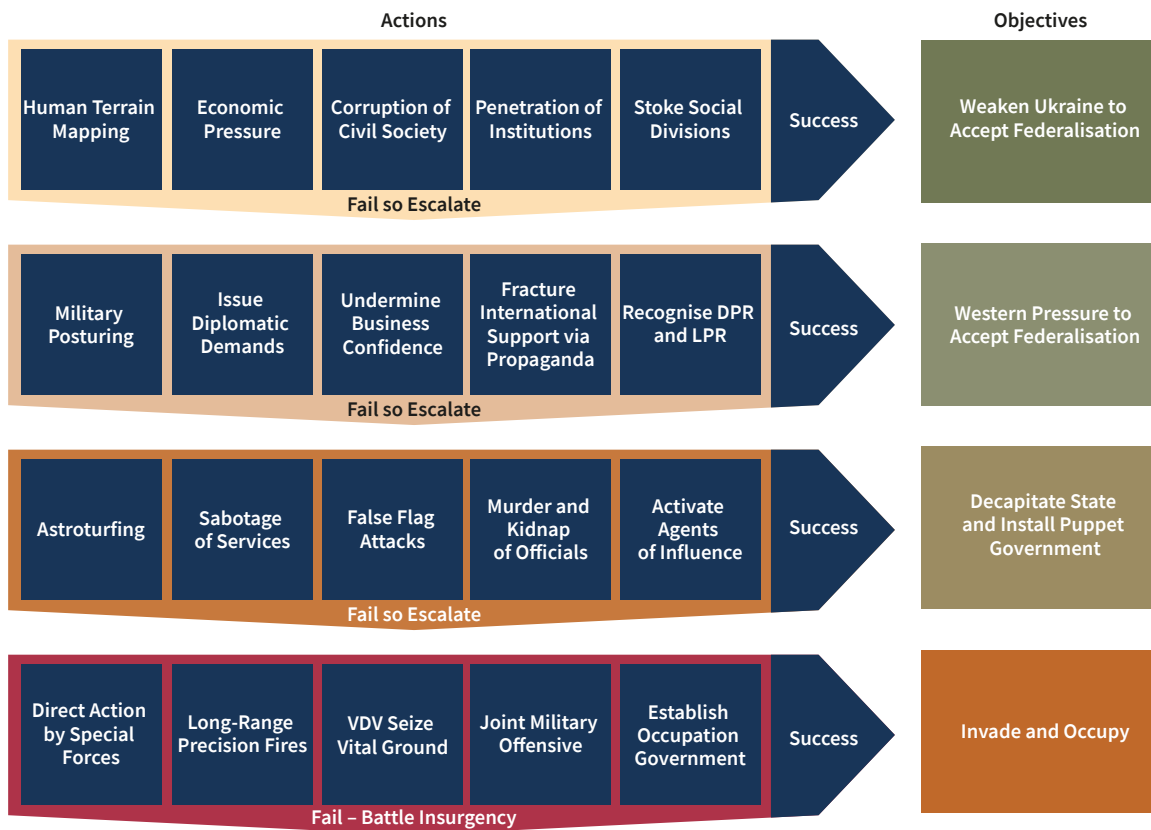 Actions
Objectives
Human Terrain
Mapping
Economic
Pressure
Corruption of
Civil Society
Penetration of
Institutions
Stoke Social
Divisions
Success
Weaken Ukraine to
Accept Federalisation
Fail so Escalate
Military
Posturing
Issue
Diplomatic
Demands
Undermine
Business
Confidence
Fracture
International
Support via
Propaganda
Recognise DPR
and LPR
Success
Western Pressure to
Accept Federalisation
Fail so Escalate
Astroturfing
Sabotage
of Services
False Flag
Attacks
Murder and
Kidnap
of Officials
Activate
Agents
of Influence
Success
Decapitate State
and Install Puppet
Government
Fail so Escalate
Direct Action
by Special
Forces
Long-Range
Precision Fires
VDV Seize
Vital Ground
Joint Military
Offensive
Establish
Occupation
Government
Success
Invade and Occupy
Fail – Battle Insurgency